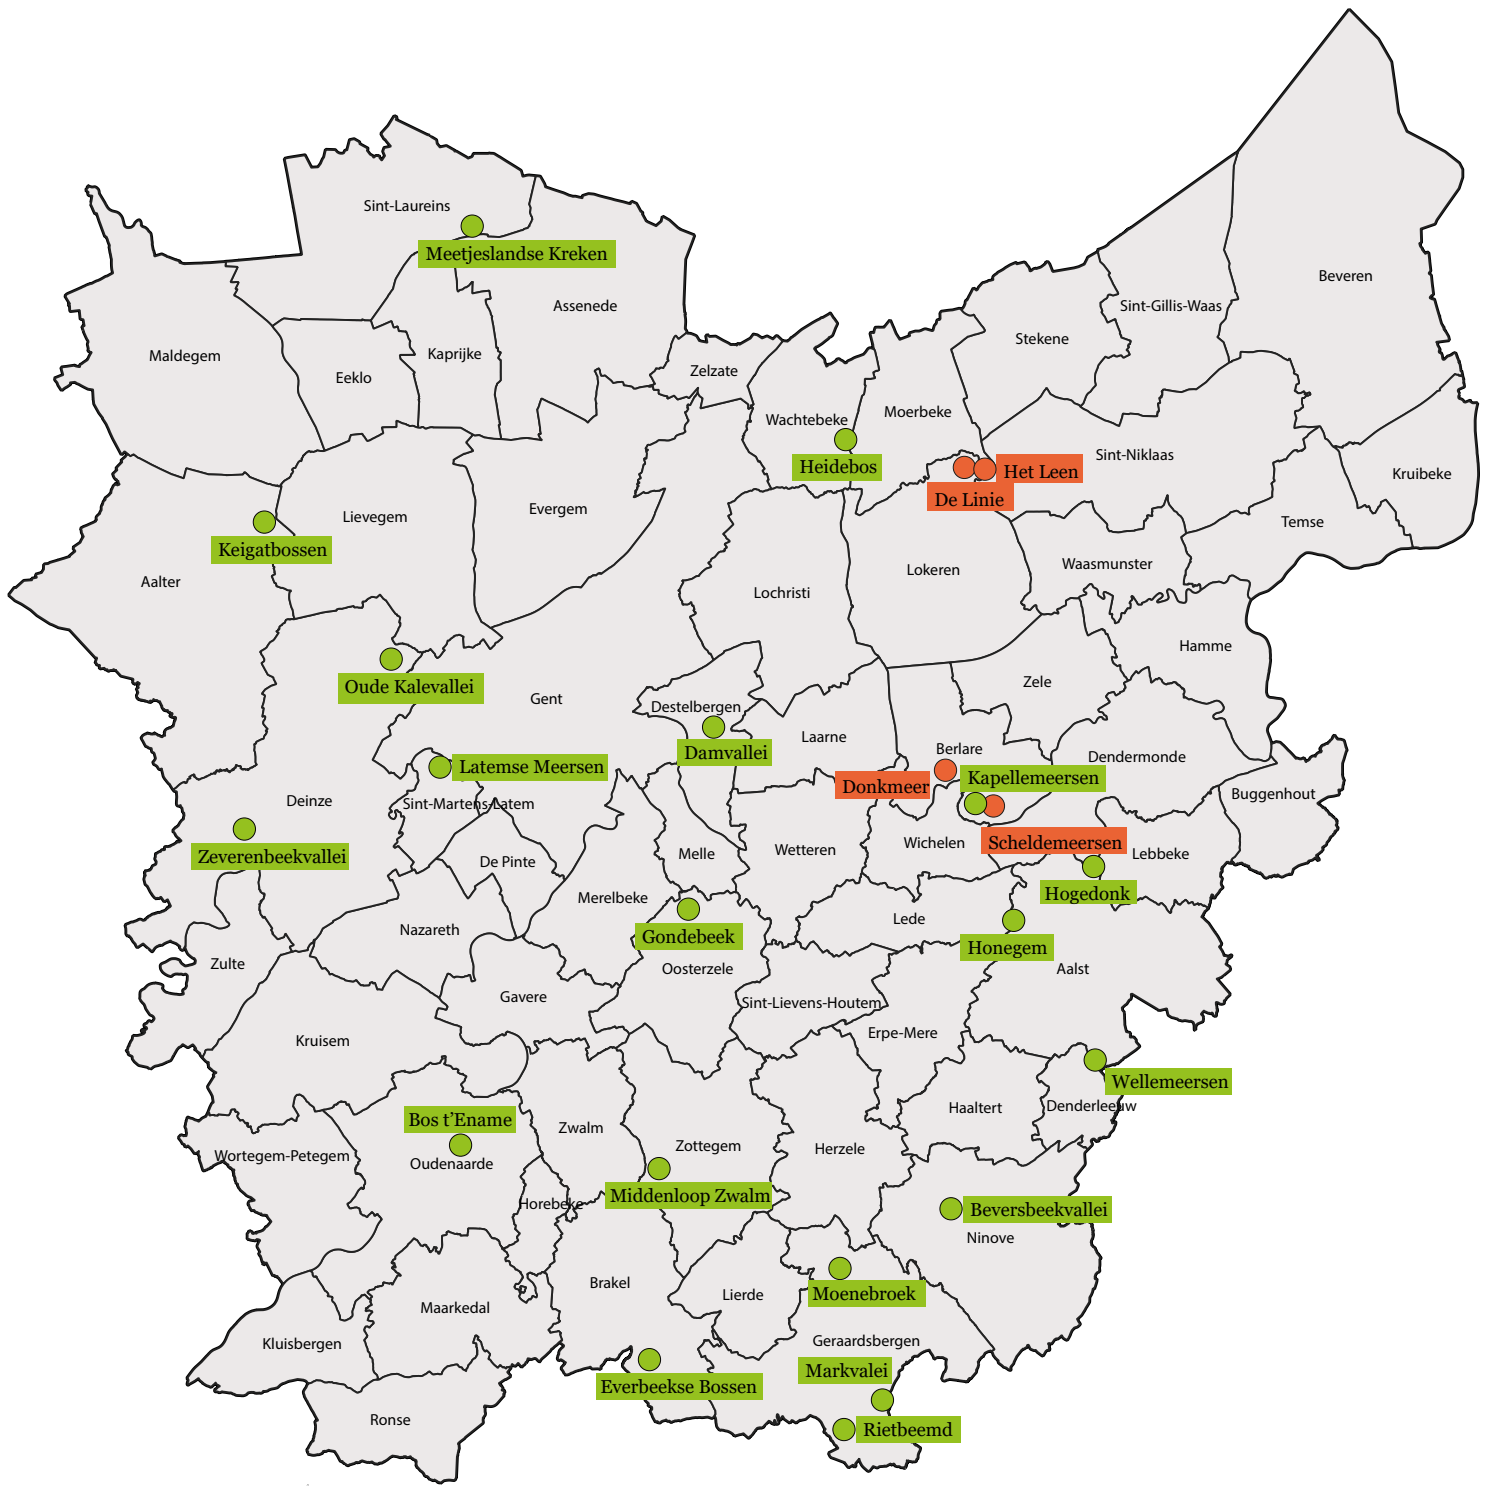 Sint-Laureins
Meetjeslandse Kreken
Beveren
Assenede
Sint-Gillis-Waas
Stekene
Maldegem
Kaprijke
Eeklo
Zelzate
Moerbeke
Wachtebeke
Heidebos
Sint-Niklaas
Het Leen
De Linie
Kruibeke
Lievegem
Evergem
Temse
Keigatbossen
Aalter
Waasmunster
Lokeren
Lochristi
Hamme
Oude Kalevallei
Zele
Gent
Destelbergen
Laarne
Damvallei
Berlare
Dendermonde
Latemse Meersen
Kapellemeersen
Donkmeer
Buggenhout
Deinze
Sint-Martens-Latem
Zeverenbeekvallei
De Pinte
Melle
Wetteren
Wichelen
Scheldemeersen
Lebbeke
Hogedonk
Merelbeke
Lede
Nazareth
Gondebeek
Honegem
Zulte
Oosterzele
Aalst
Gavere
Sint-Lievens-Houtem
Erpe-Mere
Kruisem
Wellemeersen
Haaltert
Denderleeuw
Bos t’Ename
Zwalm
Wortegem-Petegem
Oudenaarde
Zottegem
Herzele
Horebeke
Middenloop Zwalm
Beversbeekvallei
Ninove
Brakel
Lierde
Moenebroek
Maarkedal
Kluisbergen
Geraardsbergen
Markvalei
Everbeekse Bossen
Ronse
Rietbeemd